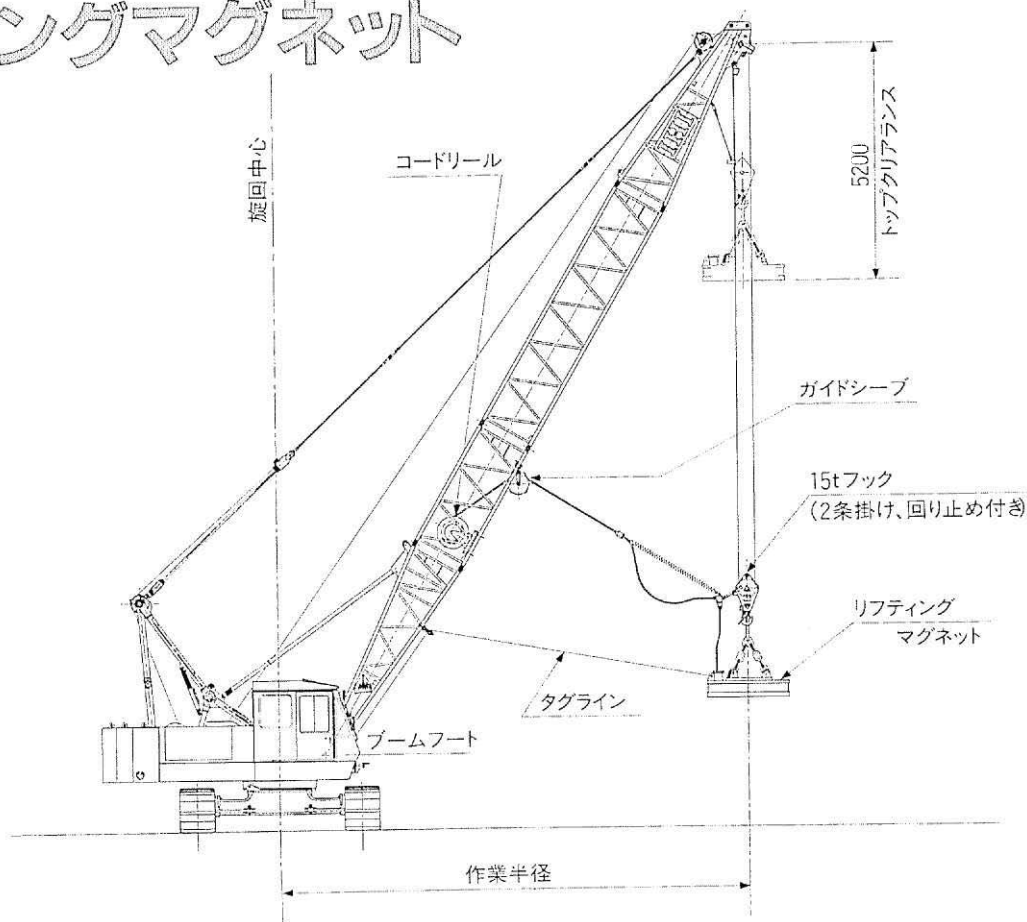 ングマグネット
旋回中心
コードリール
IHI
5200
トップクリアランス
ガイドシーブ
15tフック
(2条掛け、回り止め付き)
リフティング
マグネット
タグライン
ブームフート
作業半径